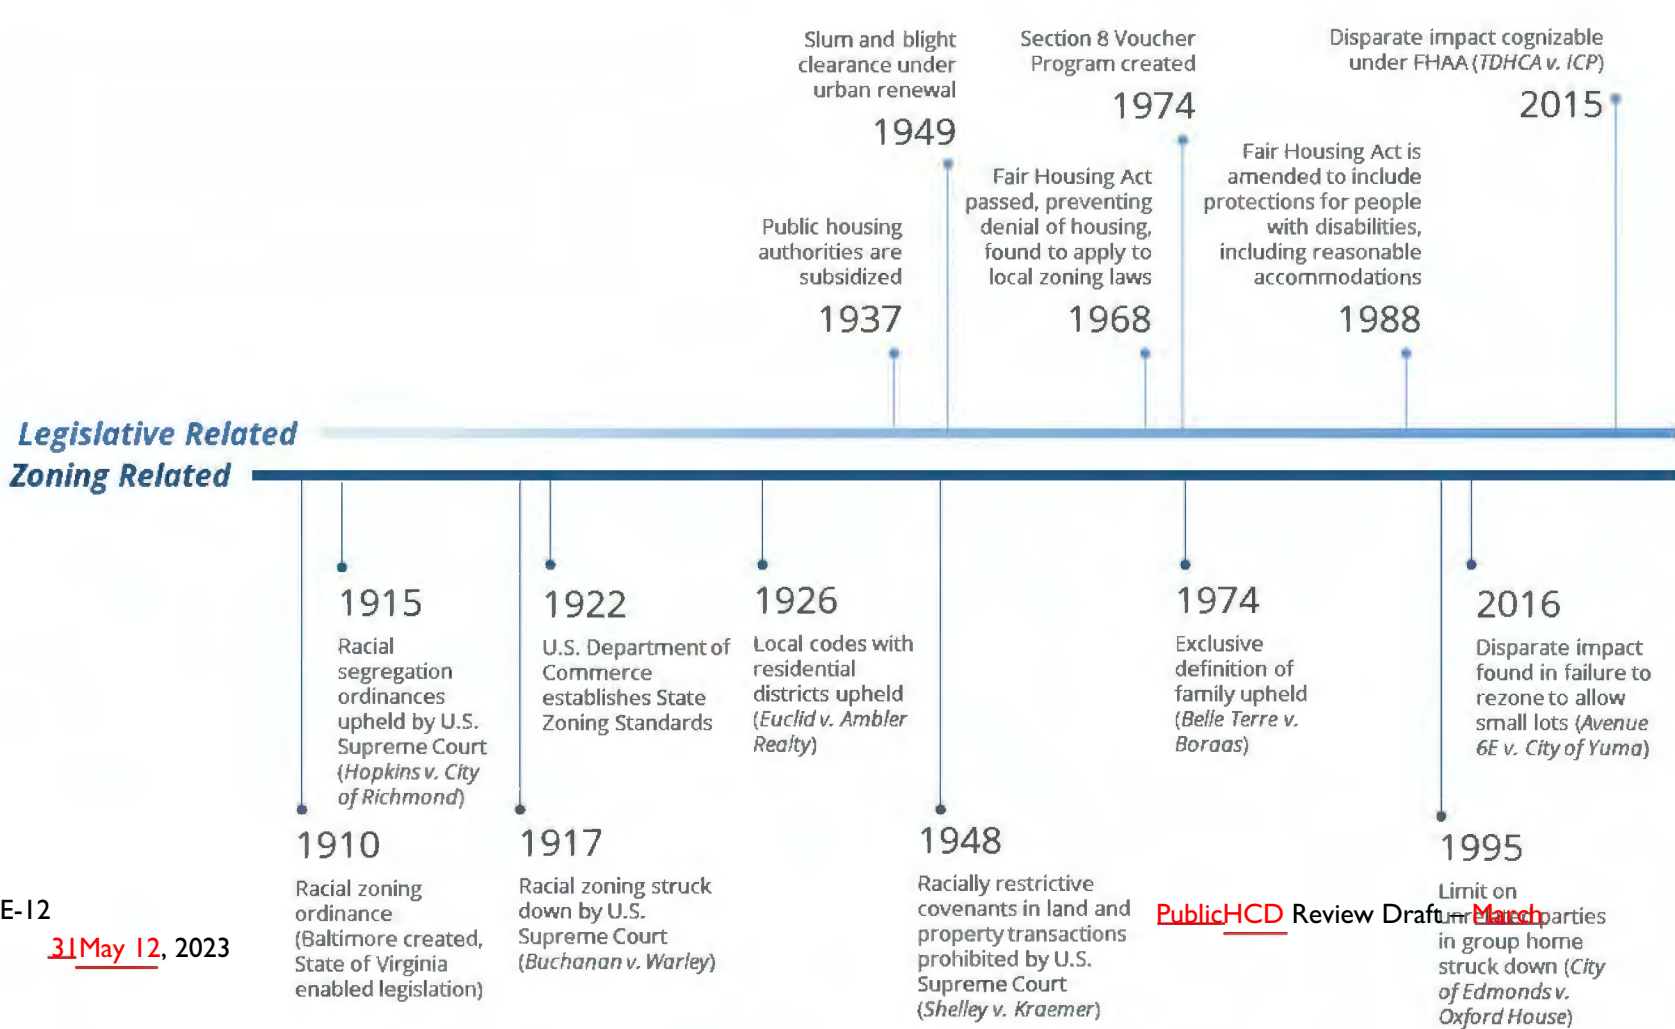 Slum and blight
clearance under
urban renewal
1949
Section 8 Voucher
Program created
1974
Disparate impact cognizable
under FHAA (TDHCA v. ICP)
2015
Public housing
authorities are
subsidized
1937
Fair Housing Act
passed, preventing
denial of housing,
found to apply to
local zoning laws
1968
Fair Housing Act is
amended to include
protections for people
with disabilities,
including reasonable
accommodations
1988
Legislative Related
Zoning Related
1915
Racial
segregation
ordinances
upheld by U.S.
Supreme Court
(Hopkins v. City
of Richmond)
1922
U.S. Department of
Commerce
establishes State
Zoning Standards
1926
Local codes with
residential
districts upheld
(Euclid v. Ambler
Realty)
1974
Exclusive
definition of
family upheld
(Belle Terre v.
Boraas)
2016
Disparate impact
found in failure to
rezone to allow
small lots (Avenue
6E v. City of Yuma)
1910
Racial zoning
ordinance
(Baltimore created,
State of Virginia
enabled legislation)
1917
Racial zoning struck
down by U.S.
Supreme Court
(Buchanan v. Warley)
1948
Racially restrictive
covenants in land and
property transactions
prohibited by U.S.
Supreme Court
(Shelley v. Kraemer)
1995
Limit on
unrelated parties
in group home
struck down (City
of Edmonds v.
Oxford House)
E-12
PublicHCD Review Draft – March
31May 12, 2023